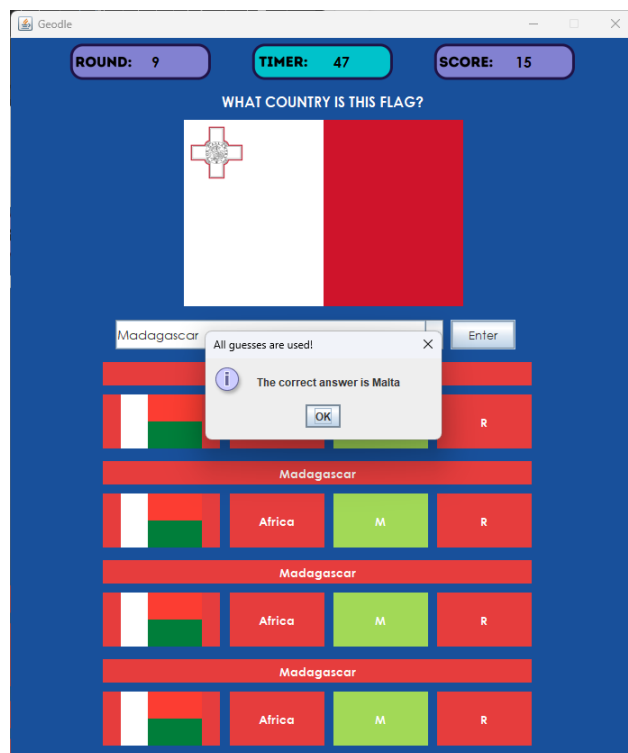 Geodle
ROUND: 9
TIMER: 47
SCORE: 15
WHAT COUNTRY IS THIS FLAG?
Madagascar
Enter
All guesses are used!
The correct answer is Malta
OK
R
Madagascar
Africa
M
R
Madagascar
Africa
M
R
Madagascar
Africa
M
R